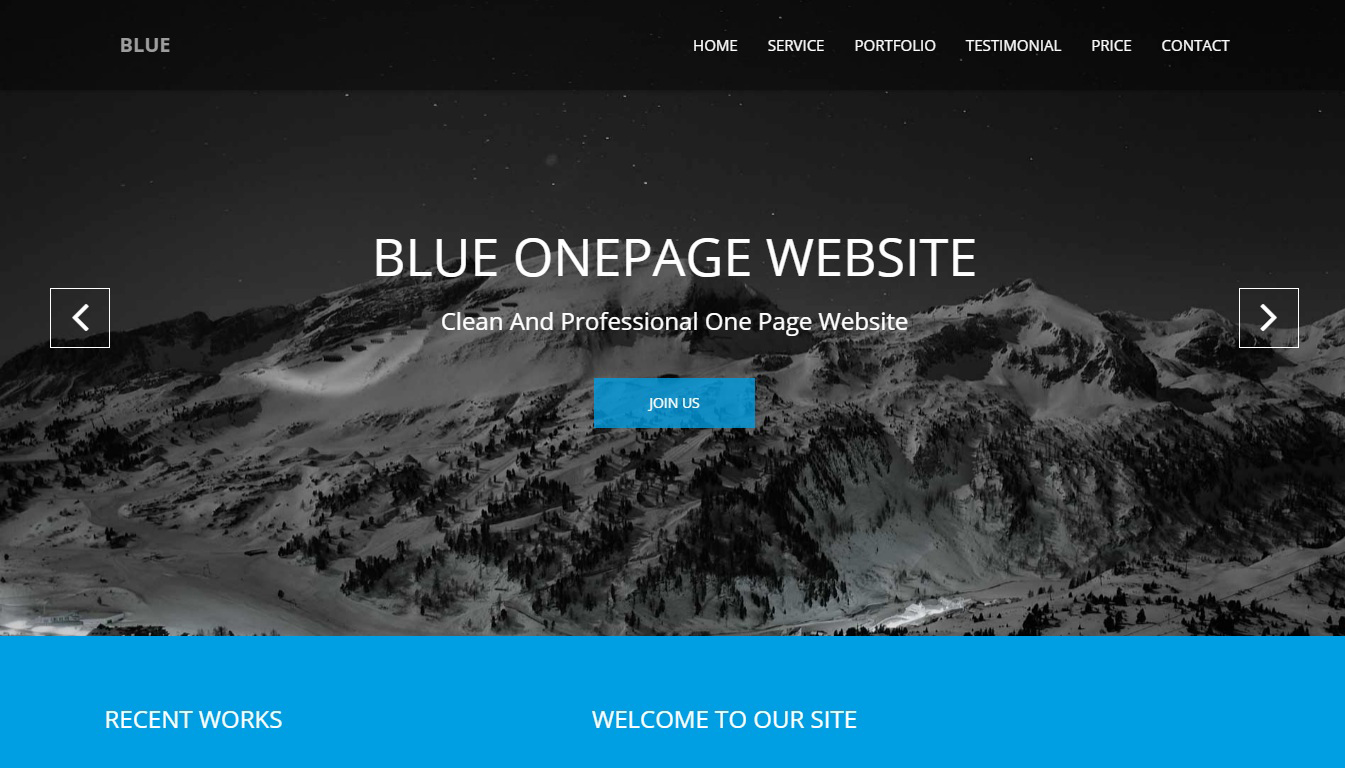 BLUE
HOME SERVICE PORTFOLIO TESTIMONIAL PRICE CONTACT
BLUE ONEPAGE WEBSITE
Clean And Professional One Page Website
JOIN US
RECENT WORKS
WELCOME TO OUR SITE